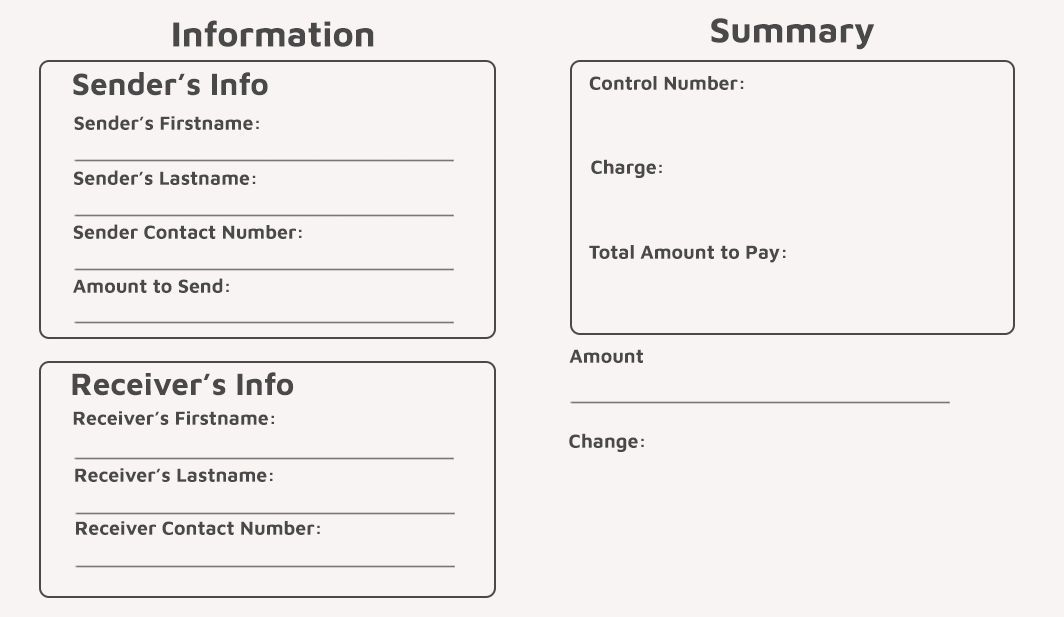 Information
Sender’s Info
Sender’s Firstname:
Sender’s Lastname:
Sender Contact Number:
Amount to Send:
Receiver’s Info
Receiver’s Firstname:
Receiver’s Lastname:
Receiver Contact Number:
Summary
Control Number:
Charge:
Total Amount to Pay:
Amount
Change: